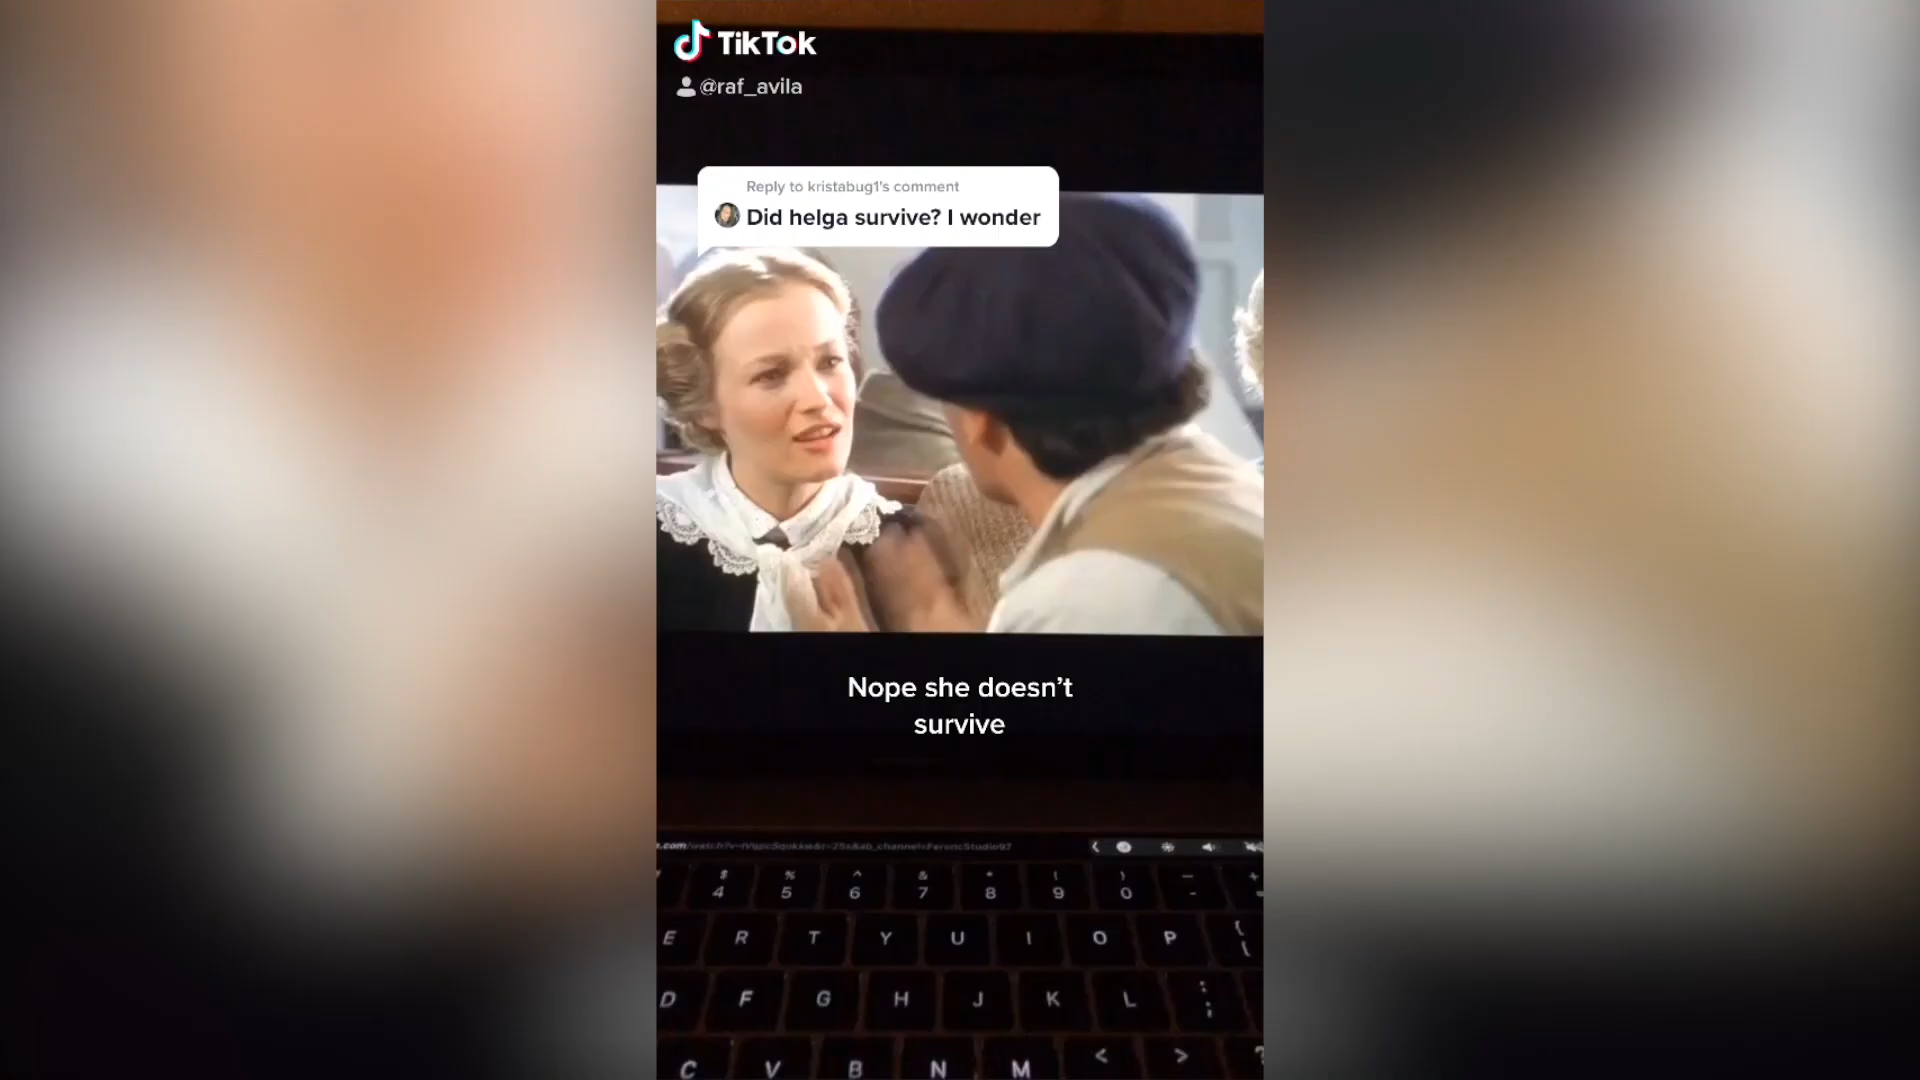 TikTok
@raf_avila
Reply to kristabug1's comment
Did helga survive? I wonder
Nope she doesn't
survive
$ % ^ & * ( ) — +
4 5 6 7 8 9 0 -
E R T Y U I O P {
[
D F G H J K L :
;
< > ?
C V B N M